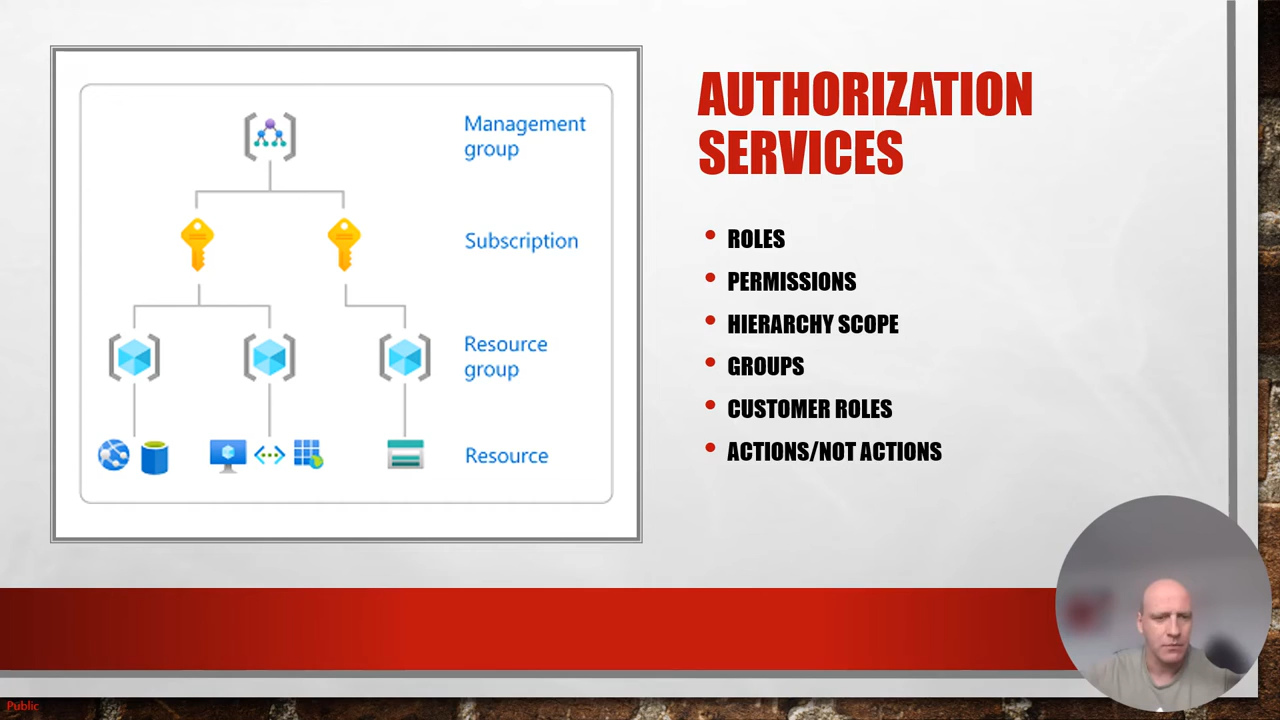 Management
group
Subscription
Resource
group
Resource
AUTHORIZATION
SERVICES
• ROLES
• PERMISSIONS
• HIERARCHY SCOPE
• GROUPS
• CUSTOMER ROLES
• ACTIONS/NOT ACTIONS
Public